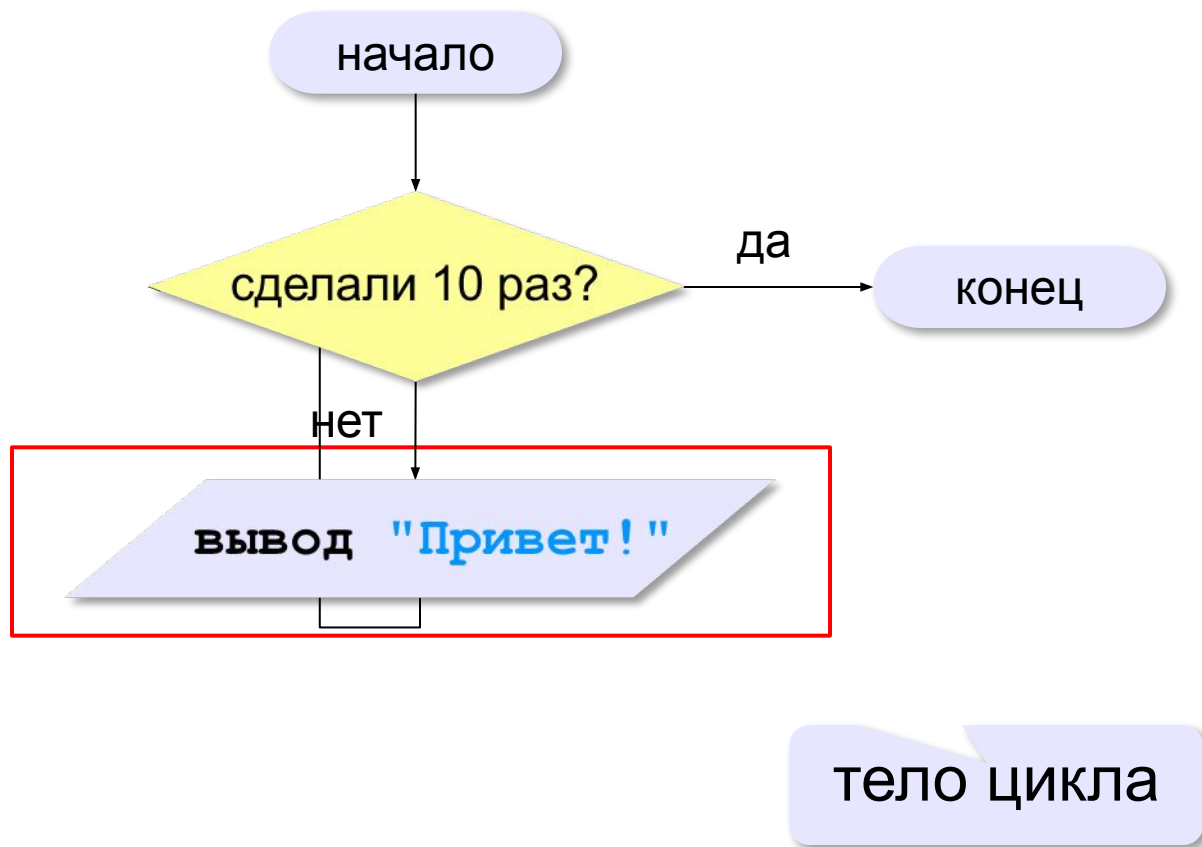 начало
сделали 10 раз?
да
конец
нет
вывод "Привет!"
тело цикла